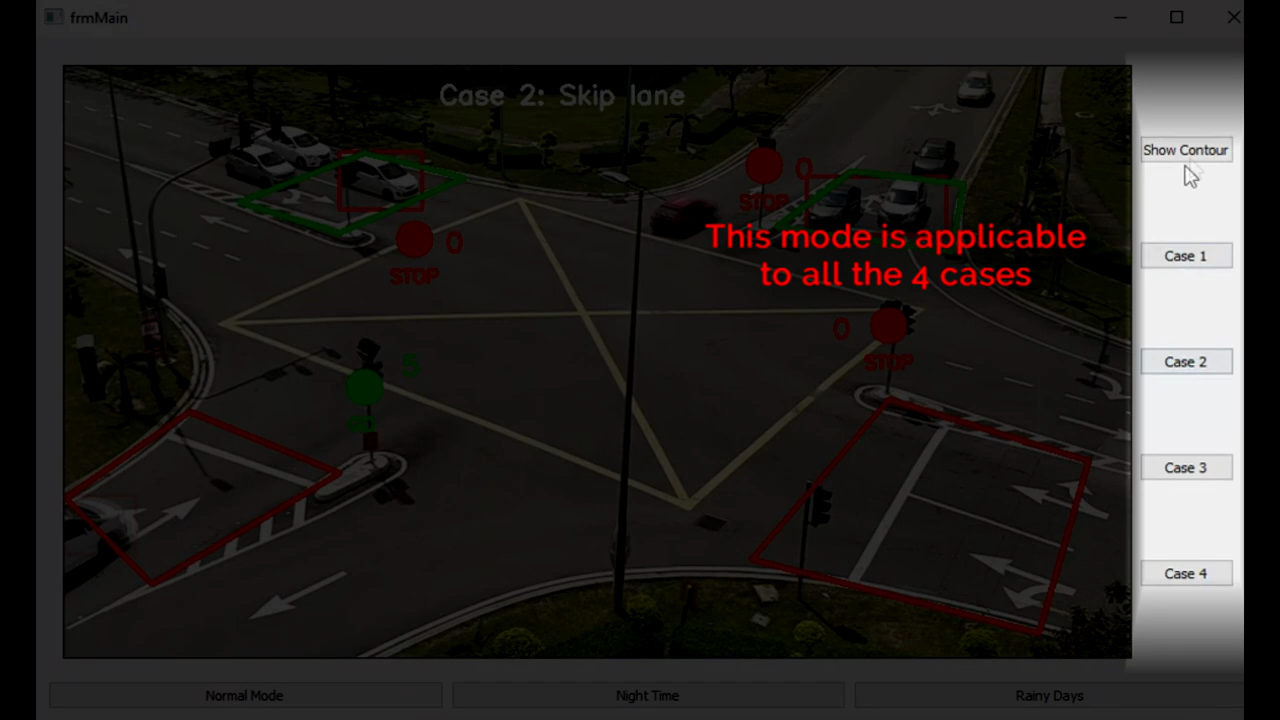 frmMain
Case 2: Skip lane
Show Contour
0
STOP
0
STOP
This mode is applicable
to all the 4 cases
Case 1
0
STOP
5
Case 2
Case 3
Case 4
Normal Mode
Night Time
Rainy Days